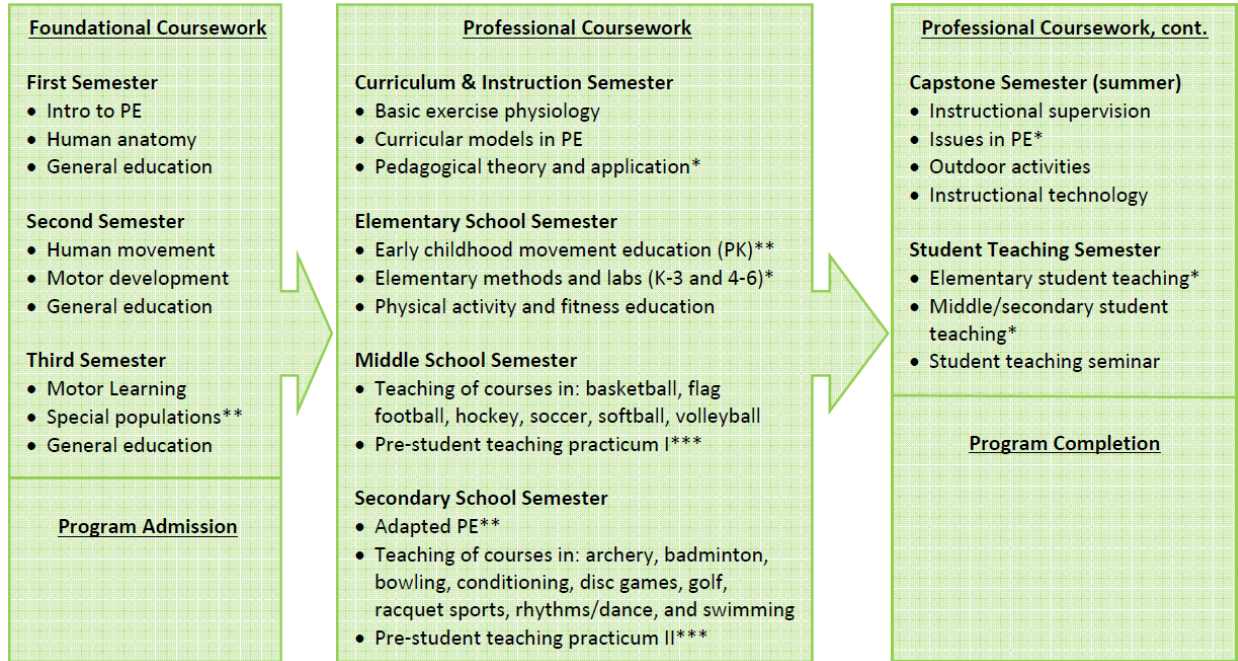 Foundational Coursework
First Semester
• Intro to PE
• Human anatomy
• General education
Second Semester
• Human movement
• Motor development
• General education
Third Semester
• Motor Learning
• Special populations**
• General education
Program Admission
Professional Coursework
Curriculum & Instruction Semester
• Basic exercise physiology
• Curricular models in PE
• Pedagogical theory and application*
Elementary School Semester
• Early childhood movement education (PK)**
• Elementary methods and labs (K-3 and 4-6)*
• Physical activity and fitness education
Middle School Semester
• Teaching of courses in: basketball, flag
football, hockey, soccer, softball, volleyball
• Pre-student teaching practicum I***
Secondary School Semester
• Adapted PE**
• Teaching of courses in: archery, badminton,
bowling, conditioning, disc games, golf,
racquet sports, rhythms/dance, and swimming
• Pre-student teaching practicum II***
Professional Coursework, cont.
Capstone Semester (summer)
• Instructional supervision
• Issues in PE*
• Outdoor activities
• Instructional technology
Student Teaching Semester
• Elementary student teaching*
• Middle/secondary student
teaching*
• Student teaching seminar
Program Completion